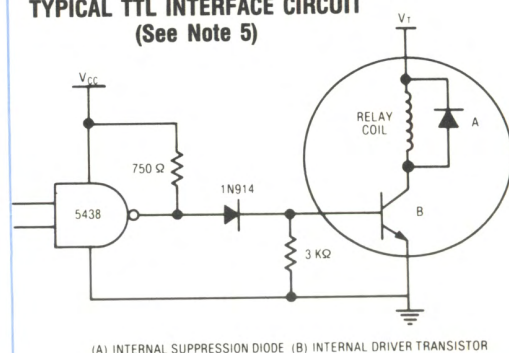 TYPICAL TTL INTERFACE CIRCUIT
(See Note 5)
VT
VCC
RELAY
COIL
A
750 Ω
1N914
5438
B
3 KΩ
(A) INTERNAL SUPPRESSION DIODE (B) INTERNAL DRIVER TRANSISTOR